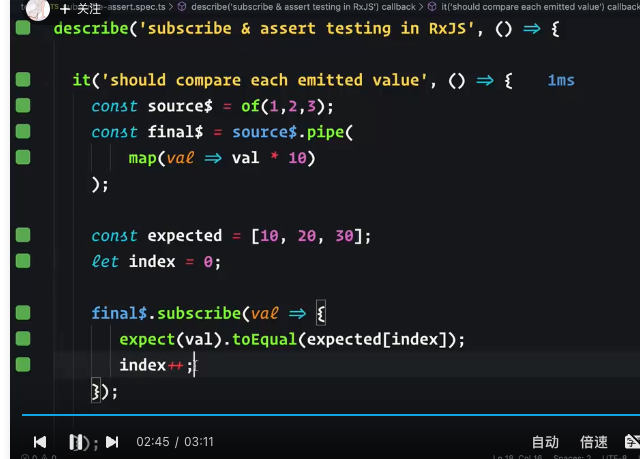 + 关注
-assert.spec.ts > describe('subscribe & assert testing in RxJS') callback > it('should compare each emitted value') callback
describe('subscribe & assert testing in RxJS', () => {
it('should compare each emitted value', () => { 1ms
const source$ = of(1,2,3);
const final$ = source$.pipe(
map(val => val * 10)
);
const expected = [10, 20, 30];
let index = 0;
final$.subscribe(val => {
expect(val).toEqual(expected[index]);
index++;
});
});
02:45 / 03:11 自动 倍速
Ln 18, Col 16 Spaces: 2 UTF-8